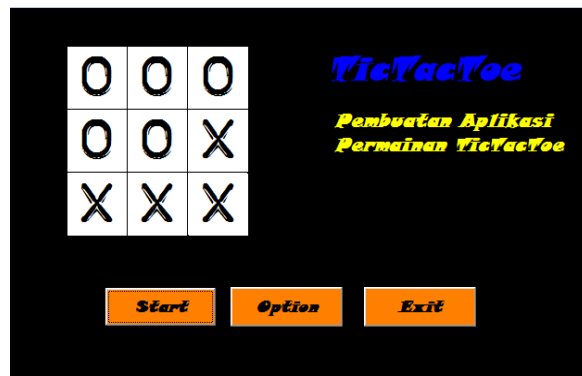 O O O
O O X
X X X
TicTacToe
Pembuatan Aplikasi
Permainan TicTacToe
Start Option Exit